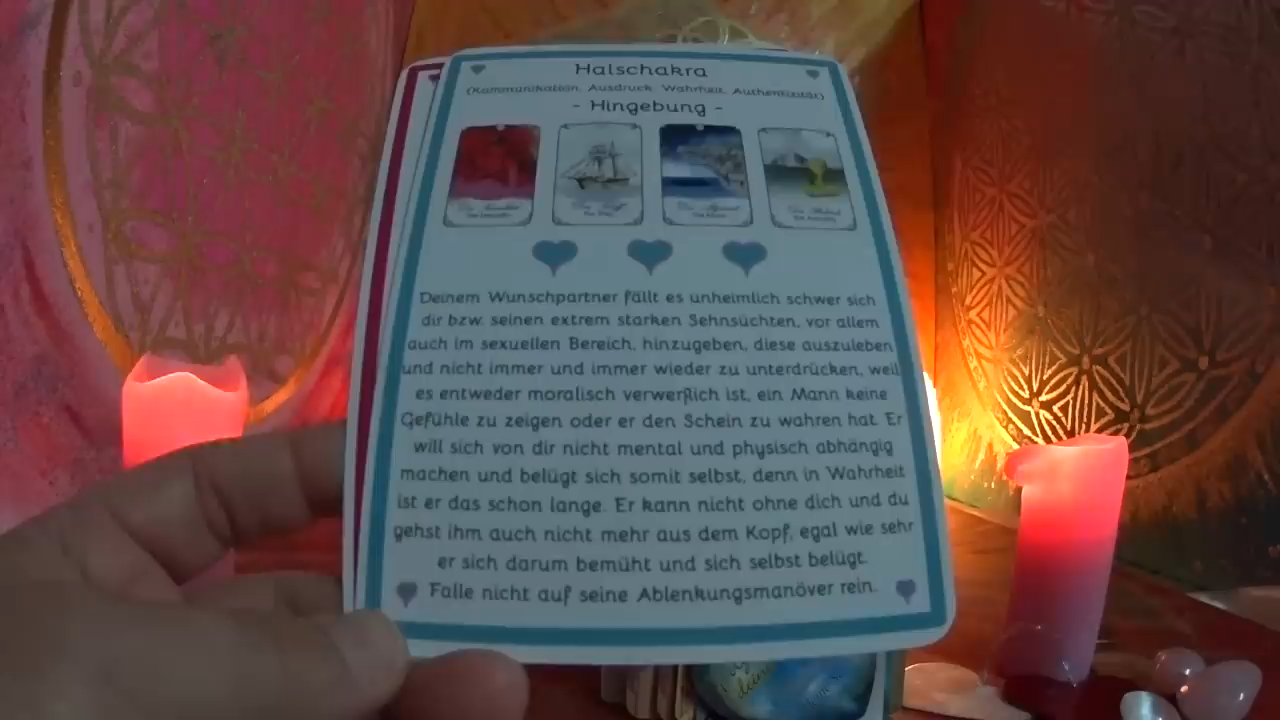 Halschakra
(Kommunikation, Ausdruck, Wahrheit, Authentizität)
- Hingebung -
Deinem Wunschpartner fällt es unheimlich schwer sich
dir bzw. seinen extrem starken Sehnsüchten, vor allem
auch im sexuellen Bereich, hinzugeben, diese auszuleben
und nicht immer und immer wieder zu unterdrücken, weil
es entweder moralisch verwerflich ist, ein Mann keine
Gefühle zu zeigen oder er den Schein zu wahren hat. Er
will sich von dir nicht mental und physisch abhängig
machen und belügt sich somit selbst, denn in Wahrheit
ist er das schon lange. Er kann nicht ohne dich und du
gehst ihm auch nicht mehr aus dem Kopf, egal wie sehr
er sich darum bemüht und sich selbst belügt.
Falle nicht auf seine Ablenkungsmanöver rein.